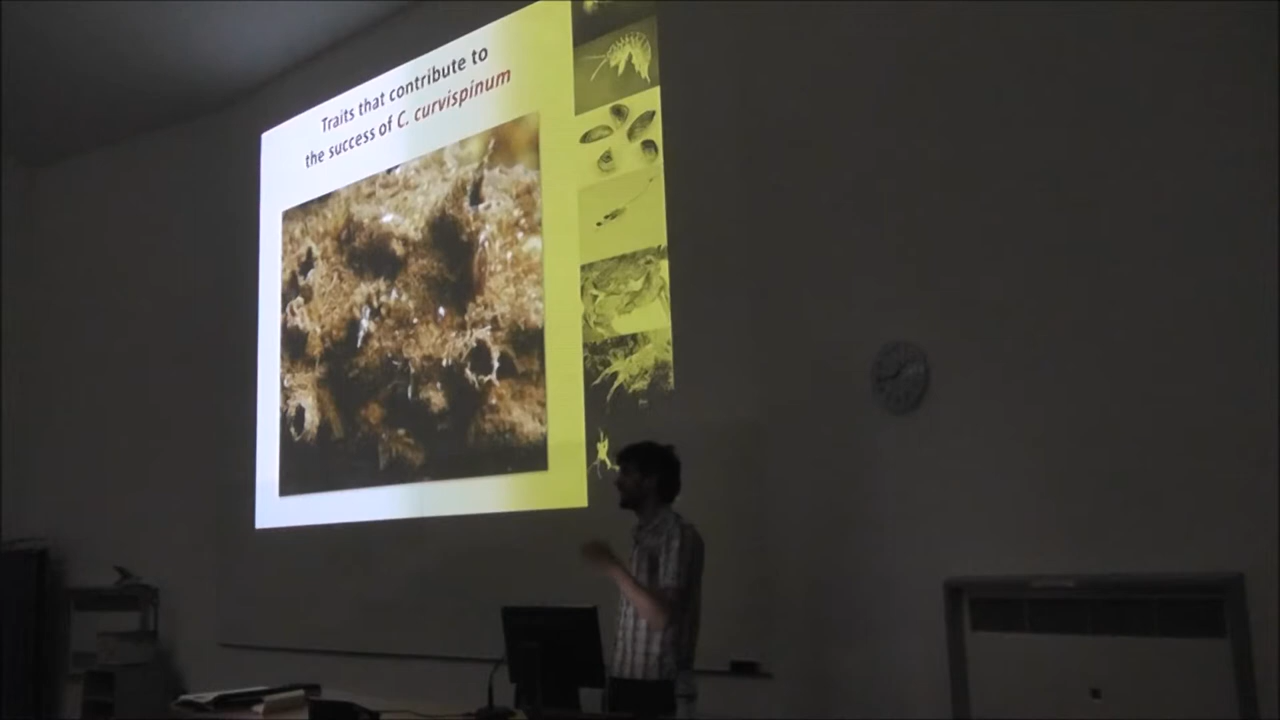 Traits that contribute to
the success of C. curvispinum